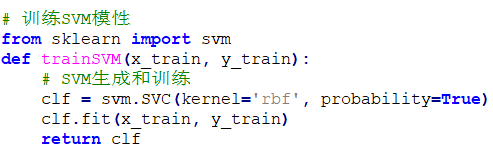 # 训练SVM模性
from sklearn import svm
def trainSVM(x_train, y_train):
    # SVM生成和训练
    clf = svm.SVC(kernel='rbf', probability=True)
    clf.fit(x_train, y_train)
    return clf